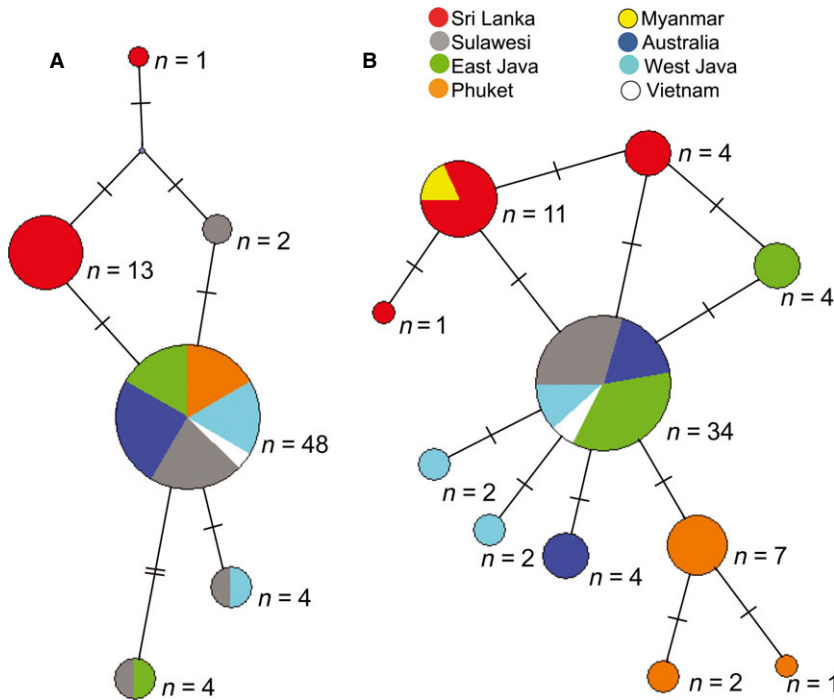 A
B
Sri Lanka
Sulawesi
East Java
Phuket
Myanmar
Australia
West Java
Vietnam
n = 1
n = 13
n = 2
n = 48
n = 4
n = 4
n = 4
n = 11
n = 4
n = 1
n = 34
n = 2
n = 2
n = 4
n = 7
n = 2
n = 1